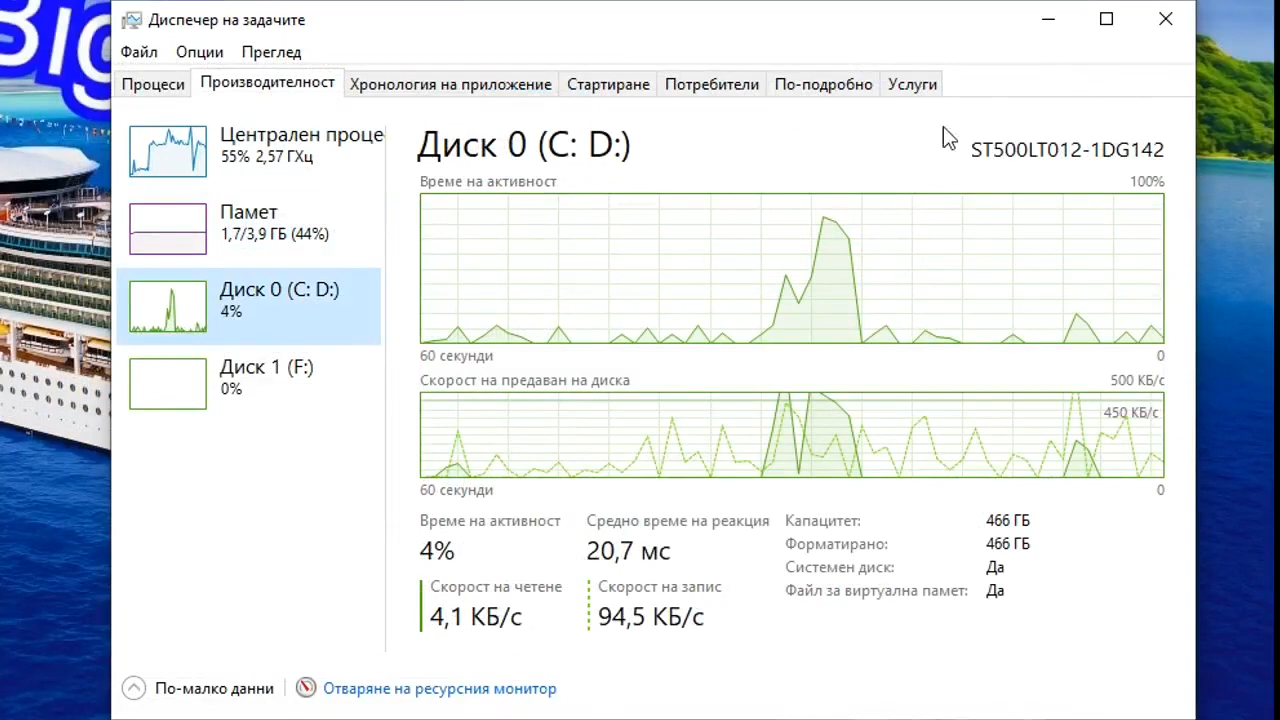 Big
Диспечер на задачите
Файл Опции Преглед
Процеси Производителност Хронология на приложение Стартиране Потребители По-подробно Услуги
Централен проце
55% 2,57 ГХц
Памет
1,7/3,9 ГБ (44%)
Диск 0 (C: D:)
4%
Диск 1 (F:)
0%
Диск 0 (C: D:)
ST500LT012-1DG142
Време на активност 100%
60 секунди 0
Скорост на предаван на диска 500 КБ/с
450 КБ/с
60 секунди 0
Време на активност
4%
Средно време на реакция
20,7 мс
Скорост на четене
4,1 КБ/с
Скорост на запис
94,5 КБ/с
Капацитет: 466 ГБ
Форматирано: 466 ГБ
Системен диск: Да
Файл за виртуална памет: Да
По-малко данни Отваряне на ресурсния монитор